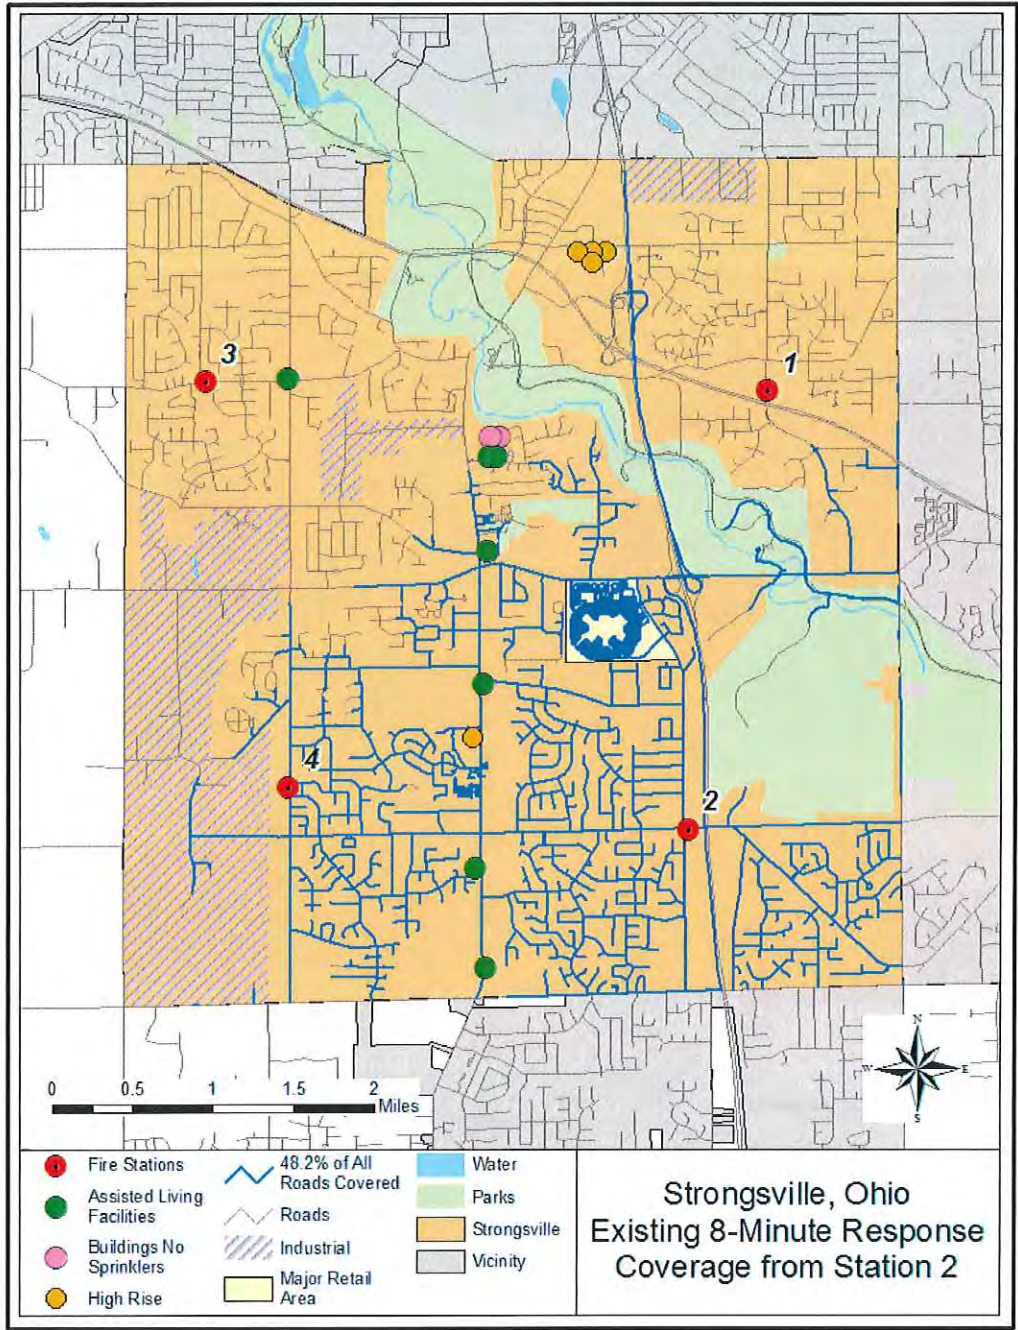 3
1
4
2
N
W
E
S
0 0.5 1 1.5 2
Miles
Fire Stations
Assisted Living
Facilities
Buildings No
Sprinklers
High Rise
48.2% of All
Roads Covered
Roads
Industrial
Major Retail
Area
Water
Parks
Strongsville
Vicinity
Strongsville, Ohio
Existing 8-Minute Response
Coverage from Station 2